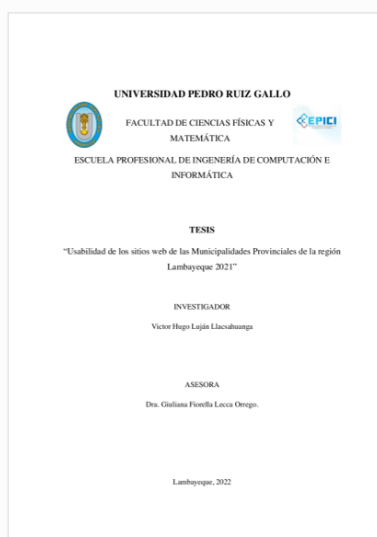 UNIVERSIDAD PEDRO RUIZ GALLO
FACULTAD DE CIENCIAS FÍSICAS Y
MATEMÁTICA
EPICI
ESCUELA PROFESIONAL DE INGENERÍA DE COMPUTACIÓN E
INFORMÁTICA
TESIS
“Usabilidad de los sitios web de las Municipalidades Provinciales de la región
Lambayeque 2021”
INVESTIGADOR
Victor Hugo Luján Llacsahuanga
ASESORA
Dra. Giuliana Fiorella Lecca Orrego.
Lambayeque, 2022